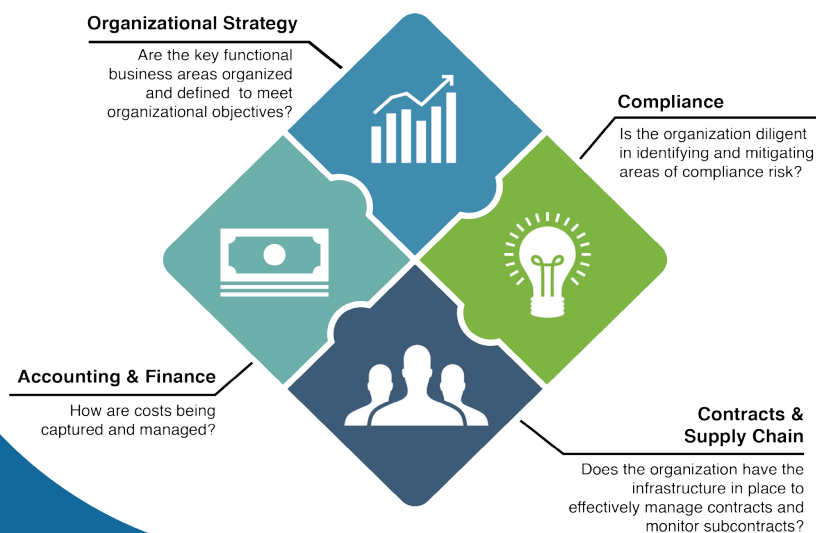 Organizational Strategy
Are the key functional
business areas organized
and defined to meet
organizational objectives?
Compliance
Is the organization diligent
in identifying and mitigating
areas of compliance risk?
Accounting & Finance
How are costs being
captured and managed?
Contracts &
Supply Chain
Does the organization have the
infrastructure in place to
effectively manage contracts and
monitor subcontracts?